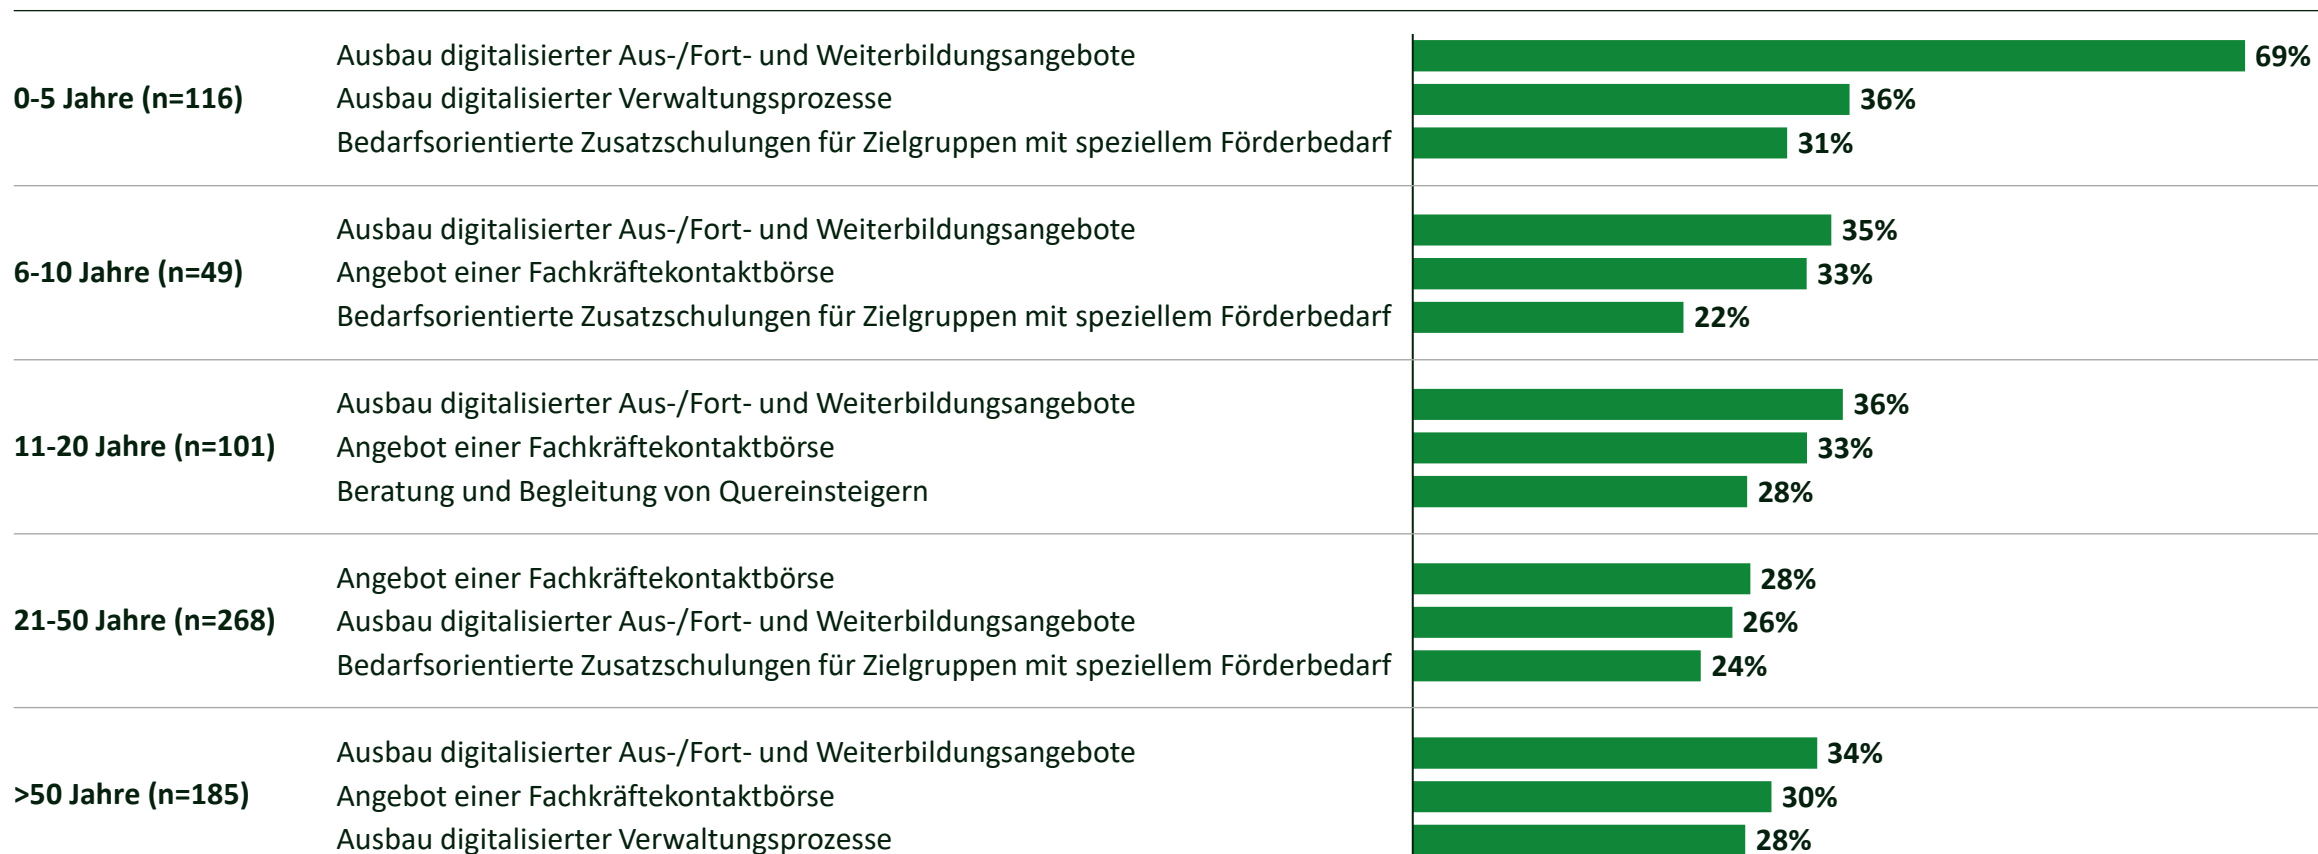 Ausbau digitalisierter Aus-/Fort- und Weiterbildungsangebote 69%
0-5 Jahre (n=116) Ausbau digitalisierter Verwaltungsprozesse 36%
Bedarfsorientierte Zusatzschulungen für Zielgruppen mit speziellem Förderbedarf 31%
Ausbau digitalisierter Aus-/Fort- und Weiterbildungsangebote 35%
6-10 Jahre (n=49) Angebot einer Fachkräftekontaktbörse 33%
Bedarfsorientierte Zusatzschulungen für Zielgruppen mit speziellem Förderbedarf 22%
Ausbau digitalisierter Aus-/Fort- und Weiterbildungsangebote 36%
11-20 Jahre (n=101) Angebot einer Fachkräftekontaktbörse 33%
Beratung und Begleitung von Quereinsteigern 28%
Angebot einer Fachkräftekontaktbörse 28%
21-50 Jahre (n=268) Ausbau digitalisierter Aus-/Fort- und Weiterbildungsangebote 26%
Bedarfsorientierte Zusatzschulungen für Zielgruppen mit speziellem Förderbedarf 24%
Ausbau digitalisierter Aus-/Fort- und Weiterbildungsangebote 34%
>50 Jahre (n=185) Angebot einer Fachkräftekontaktbörse 30%
Ausbau digitalisierter Verwaltungsprozesse 28%